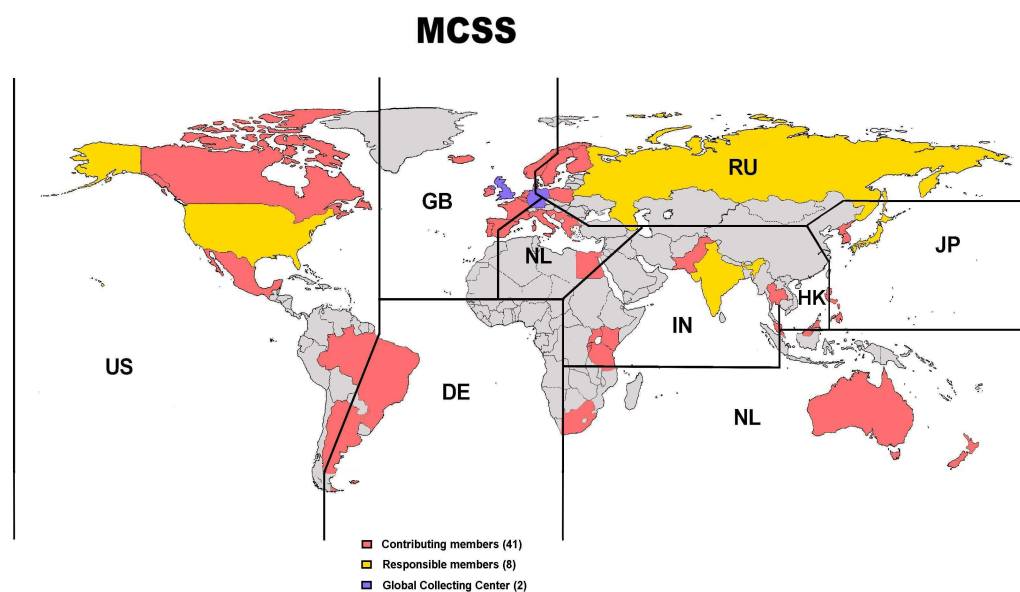 MCSS
RU
GB
JP
NL
HK
IN
US
DE
NL
Contributing members (41)
Responsible members (8)
Global Collecting Center (2)